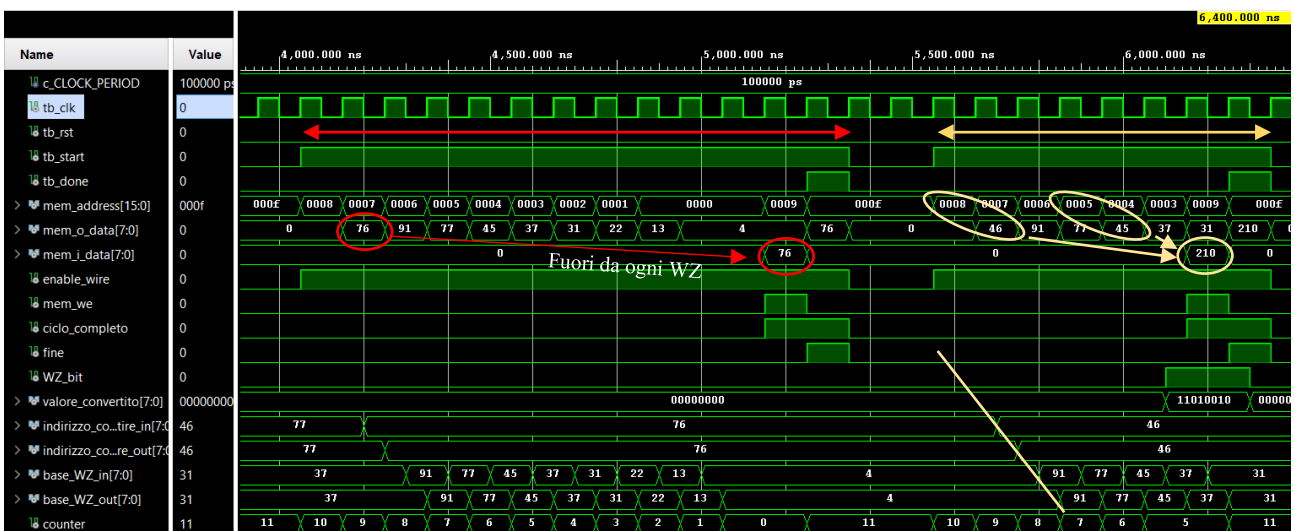 6,400.000 ns
Name Value 4,000.000 ns 4,500.000 ns 5,000.000 ns 5,500.000 ns 6,000.000 ns
c_CLOCK_PERIOD 100000 ps 100000 ps
tb_clk 0
tb_rst 0
tb_start 0
tb_done 0
mem_address[15:0] 000f 000f 0008 0007 0006 0005 0004 0003 0002 0001 0000 0009 000f 0008 0007 0006 0005 0004 0003 0009 000f
mem_o_data[7:0] 0 0 76 91 77 45 37 31 22 13 4 76 0 46 91 77 45 37 31 210
mem_i_data[7:0] 0 0 76 0 210 0
Fuori da ogni WZ
enable_wire 0
mem_we 0
ciclo_completo 0
fine 0
WZ_bit 0
valore_convertito[7:0] 00000000 00000000 11010010 00000
indirizzo_co...tire_in[7:0 46 77 76 46
indirizzo_co...re_out[7:0] 46 77 76 46
base_WZ_in[7:0] 31 37 91 77 45 37 31 22 13 4 91 77 45 37 31
base_WZ_out[7:0] 31 37 91 77 45 37 31 22 13 4 91 77 45 37 31
counter 11 11 10 9 8 7 6 5 4 3 2 1 0 11 10 9 8 7 6 5 11